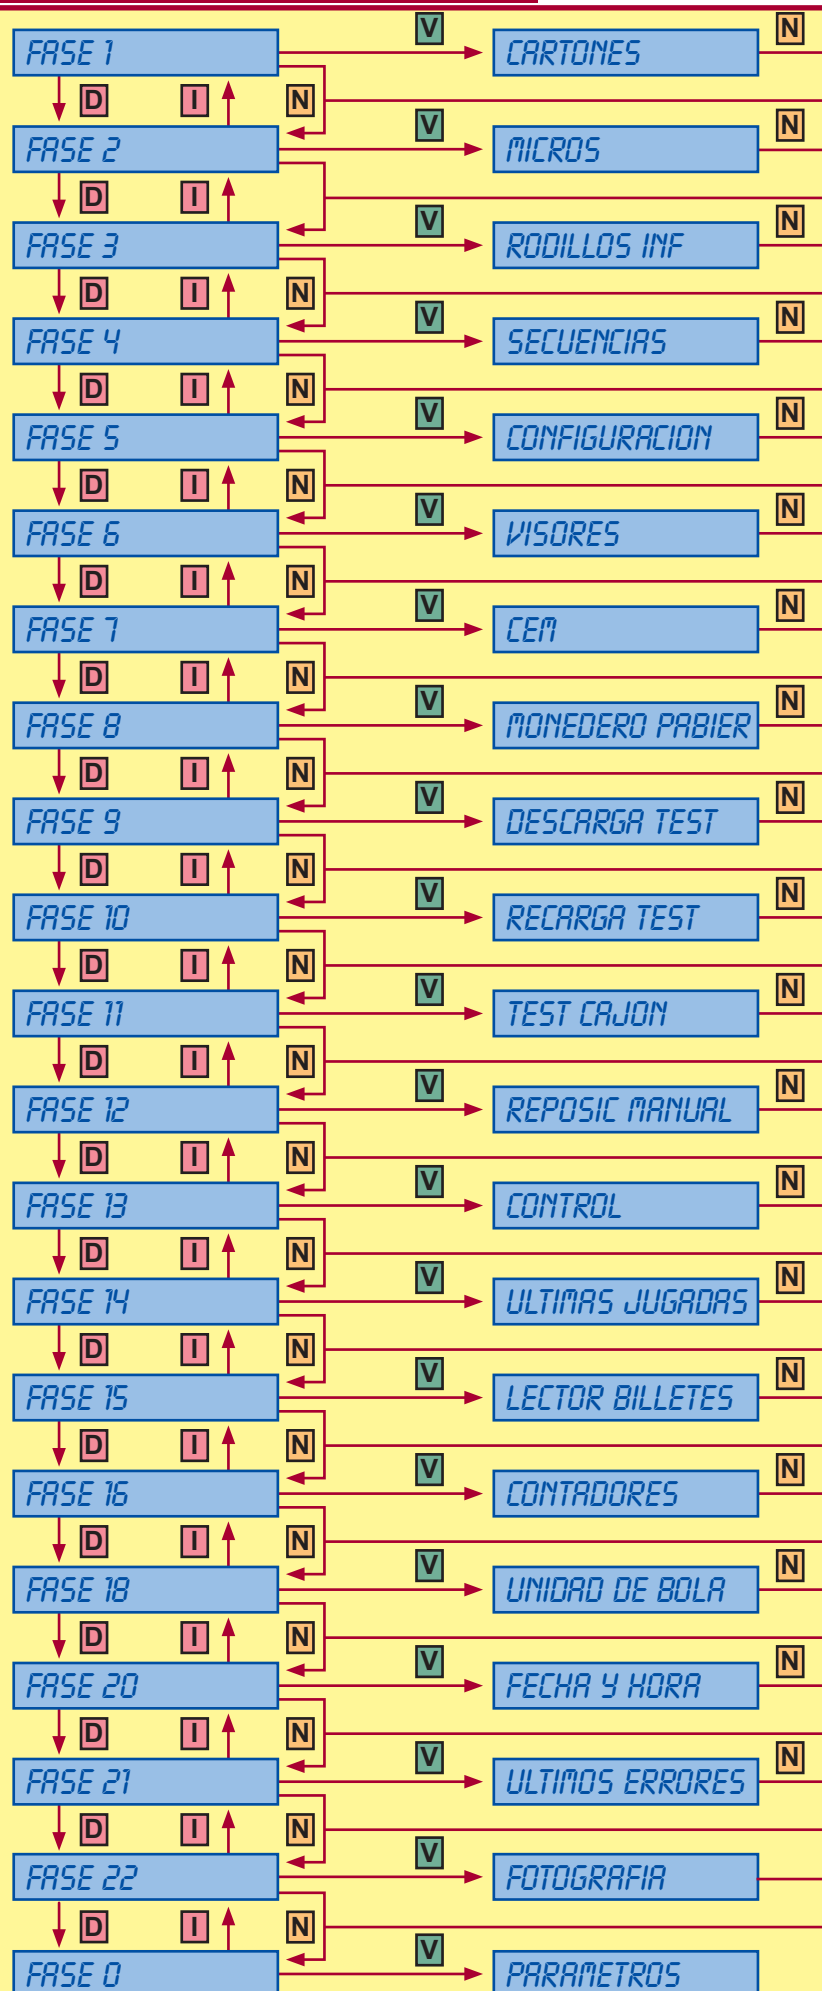 V N
FASE 1 CARTONES
D I N
V N
FASE 2 MICROS
D I
V N
FASE 3 RODILLOS INF
D I N
V N
FASE 4 SECUENCIAS
D I N
V N
FASE 5 CONFIGURACION
D I N
V N
FASE 6 VISORES
D I N
V N
FASE 7 CEM
D I N
V N
FASE 8 MONEDERO PABIER
D I N
V N
FASE 9 DESCARGA TEST
D I N
V N
FASE 10 RECARGA TEST
D I N
V N
FASE 11 TEST CAJON
D I N
V N
FASE 12 REPOSIC MANUAL
D I N
V N
FASE 13 CONTROL
D I N
V N
FASE 14 ULTIMAS JUGADAS
D I N
V N
FASE 15 LECTOR BILLETES
D I N
V N
FASE 16 CONTADORES
D I N
V N
FASE 18 UNIDAD DE BOLA
D I N
V N
FASE 20 FECHA Y HORA
D I N
V N
FASE 21 ULTIMOS ERRORES
D I N
V
FASE 22 FOTOGRAFIA
D I N
V
FASE 0 PARAMETROS